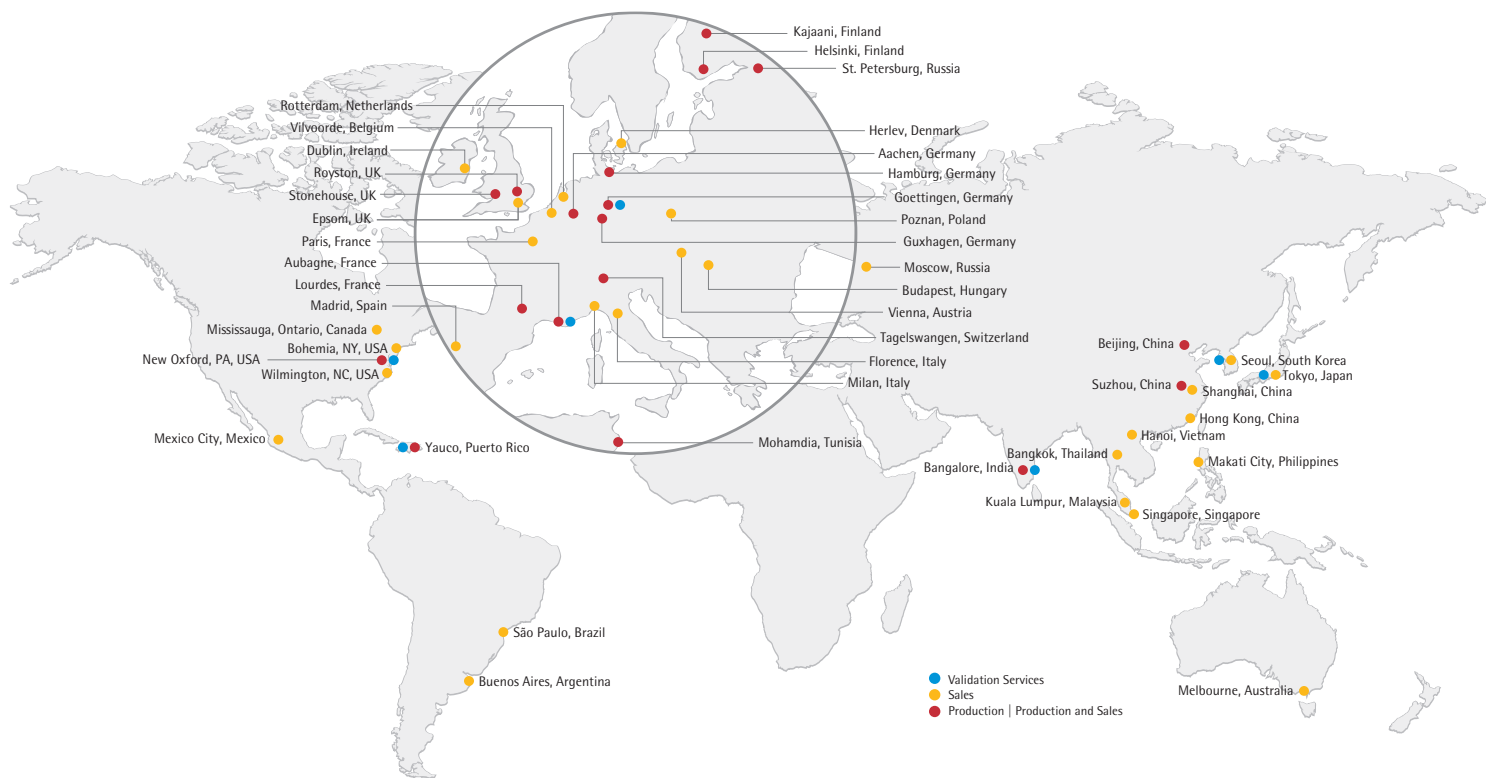 Kajaani, Finland
Helsinki, Finland
St. Petersburg, Russia
Rotterdam, Netherlands
Vilvoorde, Belgium
Dublin, Ireland
Royston, UK
Stonehouse, UK
Epsom, UK
Paris, France
Aubagne, France
Lourdes, France
Madrid, Spain
Mississauga, Ontario, Canada
Bohemia, NY, USA
New Oxford, PA, USA
Wilmington, NC, USA
Mexico City, Mexico
Yauco, Puerto Rico
Herlev, Denmark
Aachen, Germany
Hamburg, Germany
Goettingen, Germany
Poznan, Poland
Guxhagen, Germany
Moscow, Russia
Budapest, Hungary
Vienna, Austria
Tagelswangen, Switzerland
Florence, Italy
Milan, Italy
Mohamdia, Tunisia
Beijing, China
Seoul, South Korea
Tokyo, Japan
Suzhou, China
Shanghai, China
Hong Kong, China
Hanoi, Vietnam
Bangkok, Thailand
Makati City, Philippines
Bangalore, India
Kuala Lumpur, Malaysia
Singapore, Singapore
São Paulo, Brazil
Buenos Aires, Argentina
Melbourne, Australia
Validation Services
Sales
Production | Production and Sales